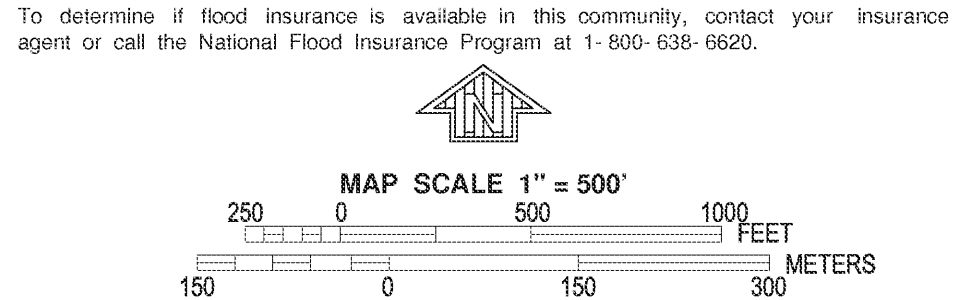 To determine if flood insurance is available in this community, contact your insurance
agent or call the National Flood Insurance Program at 1- 800- 638- 6620.
N
MAP SCALE 1" = 500'
250 0 500 1000
FEET
METERS
150 0 150 300